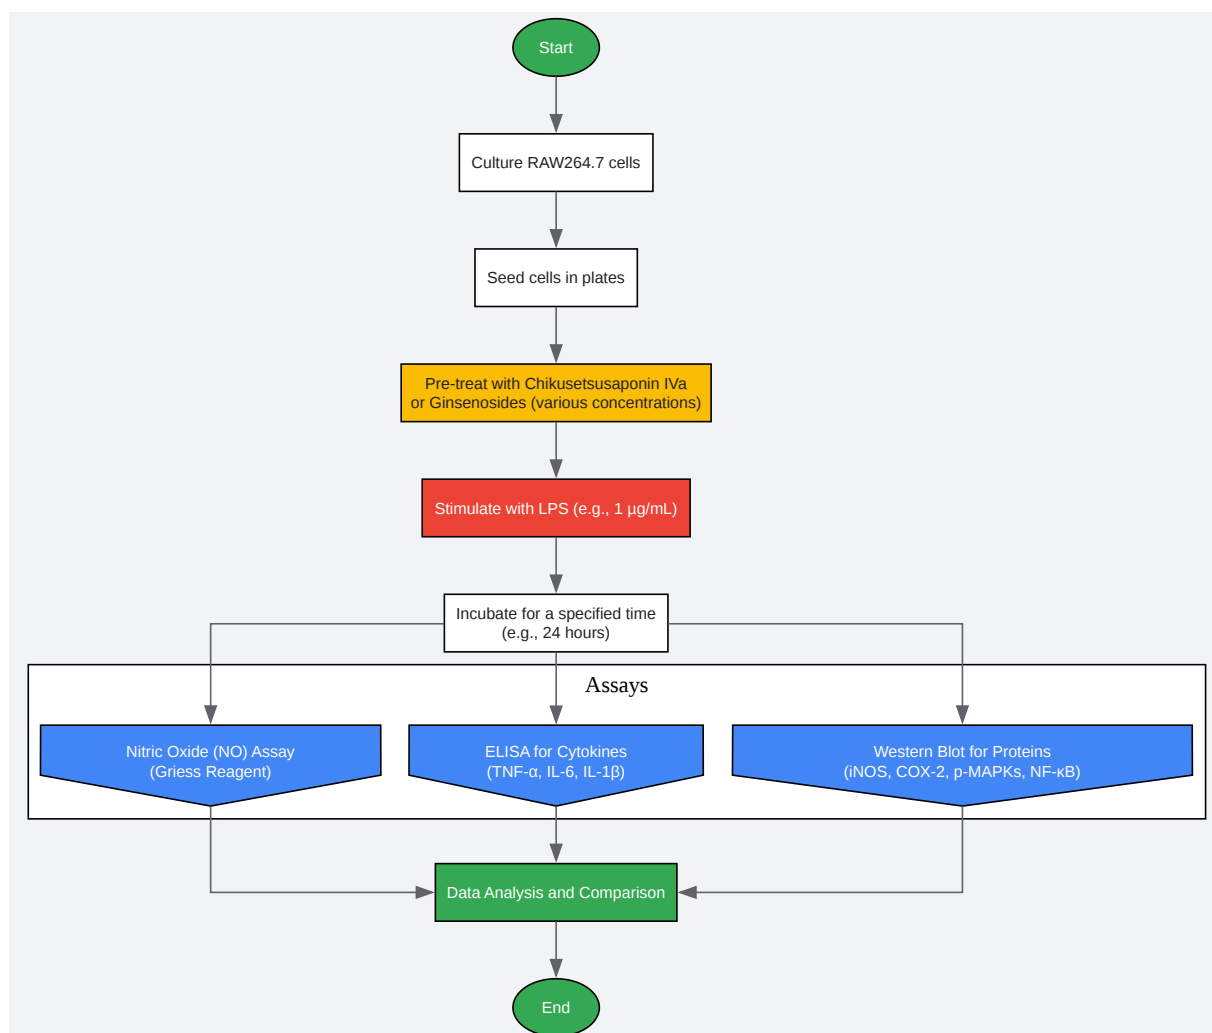 Start
Culture RAW264.7 cells
Seed cells in plates
Pre-treat with Chikusetsusaponin IVa
or Ginsenosides (various concentrations)
Stimulate with LPS (e.g., 1 µg/mL)
Incubate for a specified time
(e.g., 24 hours)
Assays
Nitric Oxide (NO) Assay
(Griess Reagent)
ELISA for Cytokines
(TNF-α, IL-6, IL-1β)
Western Blot for Proteins
(iNOS, COX-2, p-MAPKs, NF-κB)
Data Analysis and Comparison
End